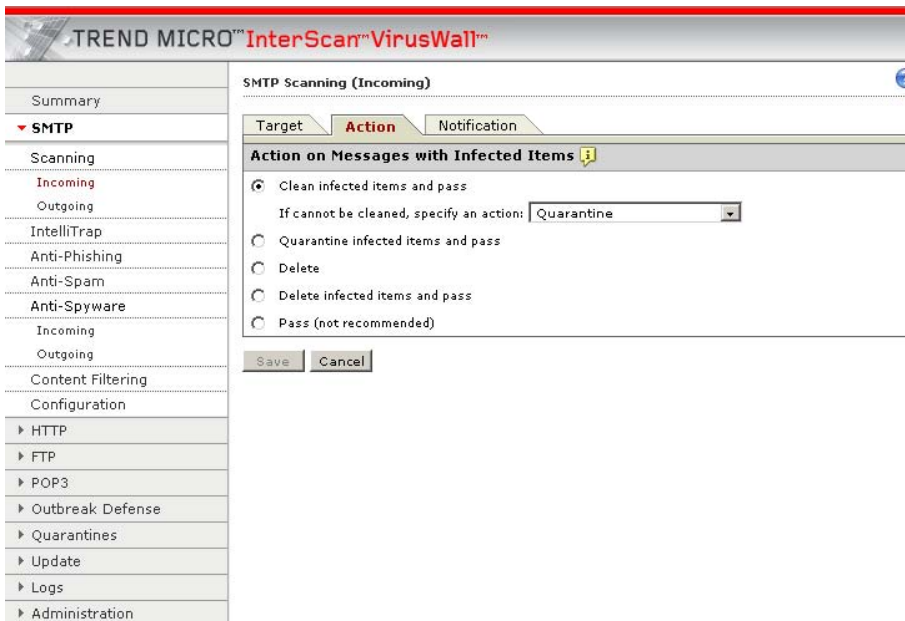 TREND MICRO™ InterScan™ VirusWall™
Summary
SMTP
Scanning
Incoming
Outgoing
IntelliTrap
Anti-Phishing
Anti-Spam
Anti-Spyware
Incoming
Outgoing
Content Filtering
Configuration
HTTP
FTP
POP3
Outbreak Defense
Quarantines
Update
Logs
Administration
SMTP Scanning (Incoming)
Target Action Notification
Action on Messages with Infected Items
Clean infected items and pass
If cannot be cleaned, specify an action: Quarantine
Quarantine infected items and pass
Delete
Delete infected items and pass
Pass (not recommended)
Save Cancel